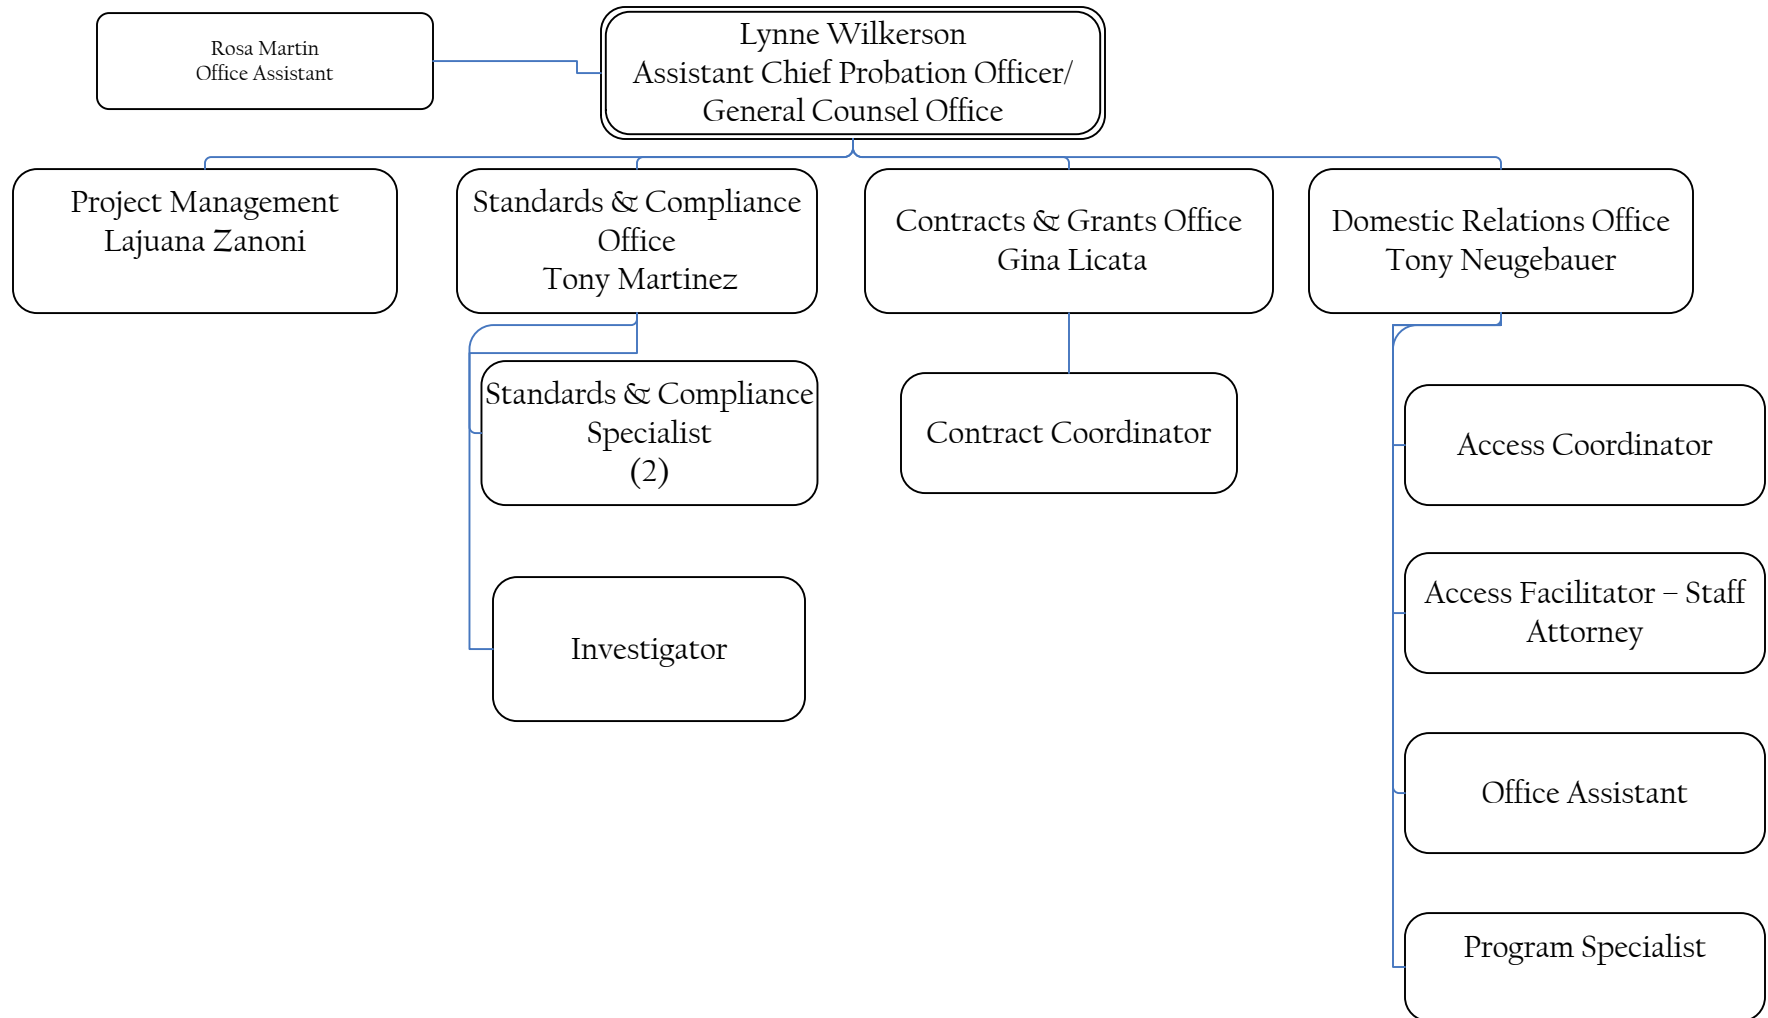 Rosa Martin
Office Assistant
Lynne Wilkerson
Assistant Chief Probation Officer/
General Counsel Office
Project Management
Lajuana Zanoni
Standards & Compliance
Office
Tony Martinez
Contracts & Grants Office
Gina Licata
Domestic Relations Office
Tony Neugebauer
Standards & Compliance
Specialist
(2)
Contract Coordinator
Access Coordinator
Access Facilitator – Staff
Attorney
Investigator
Office Assistant
Program Specialist